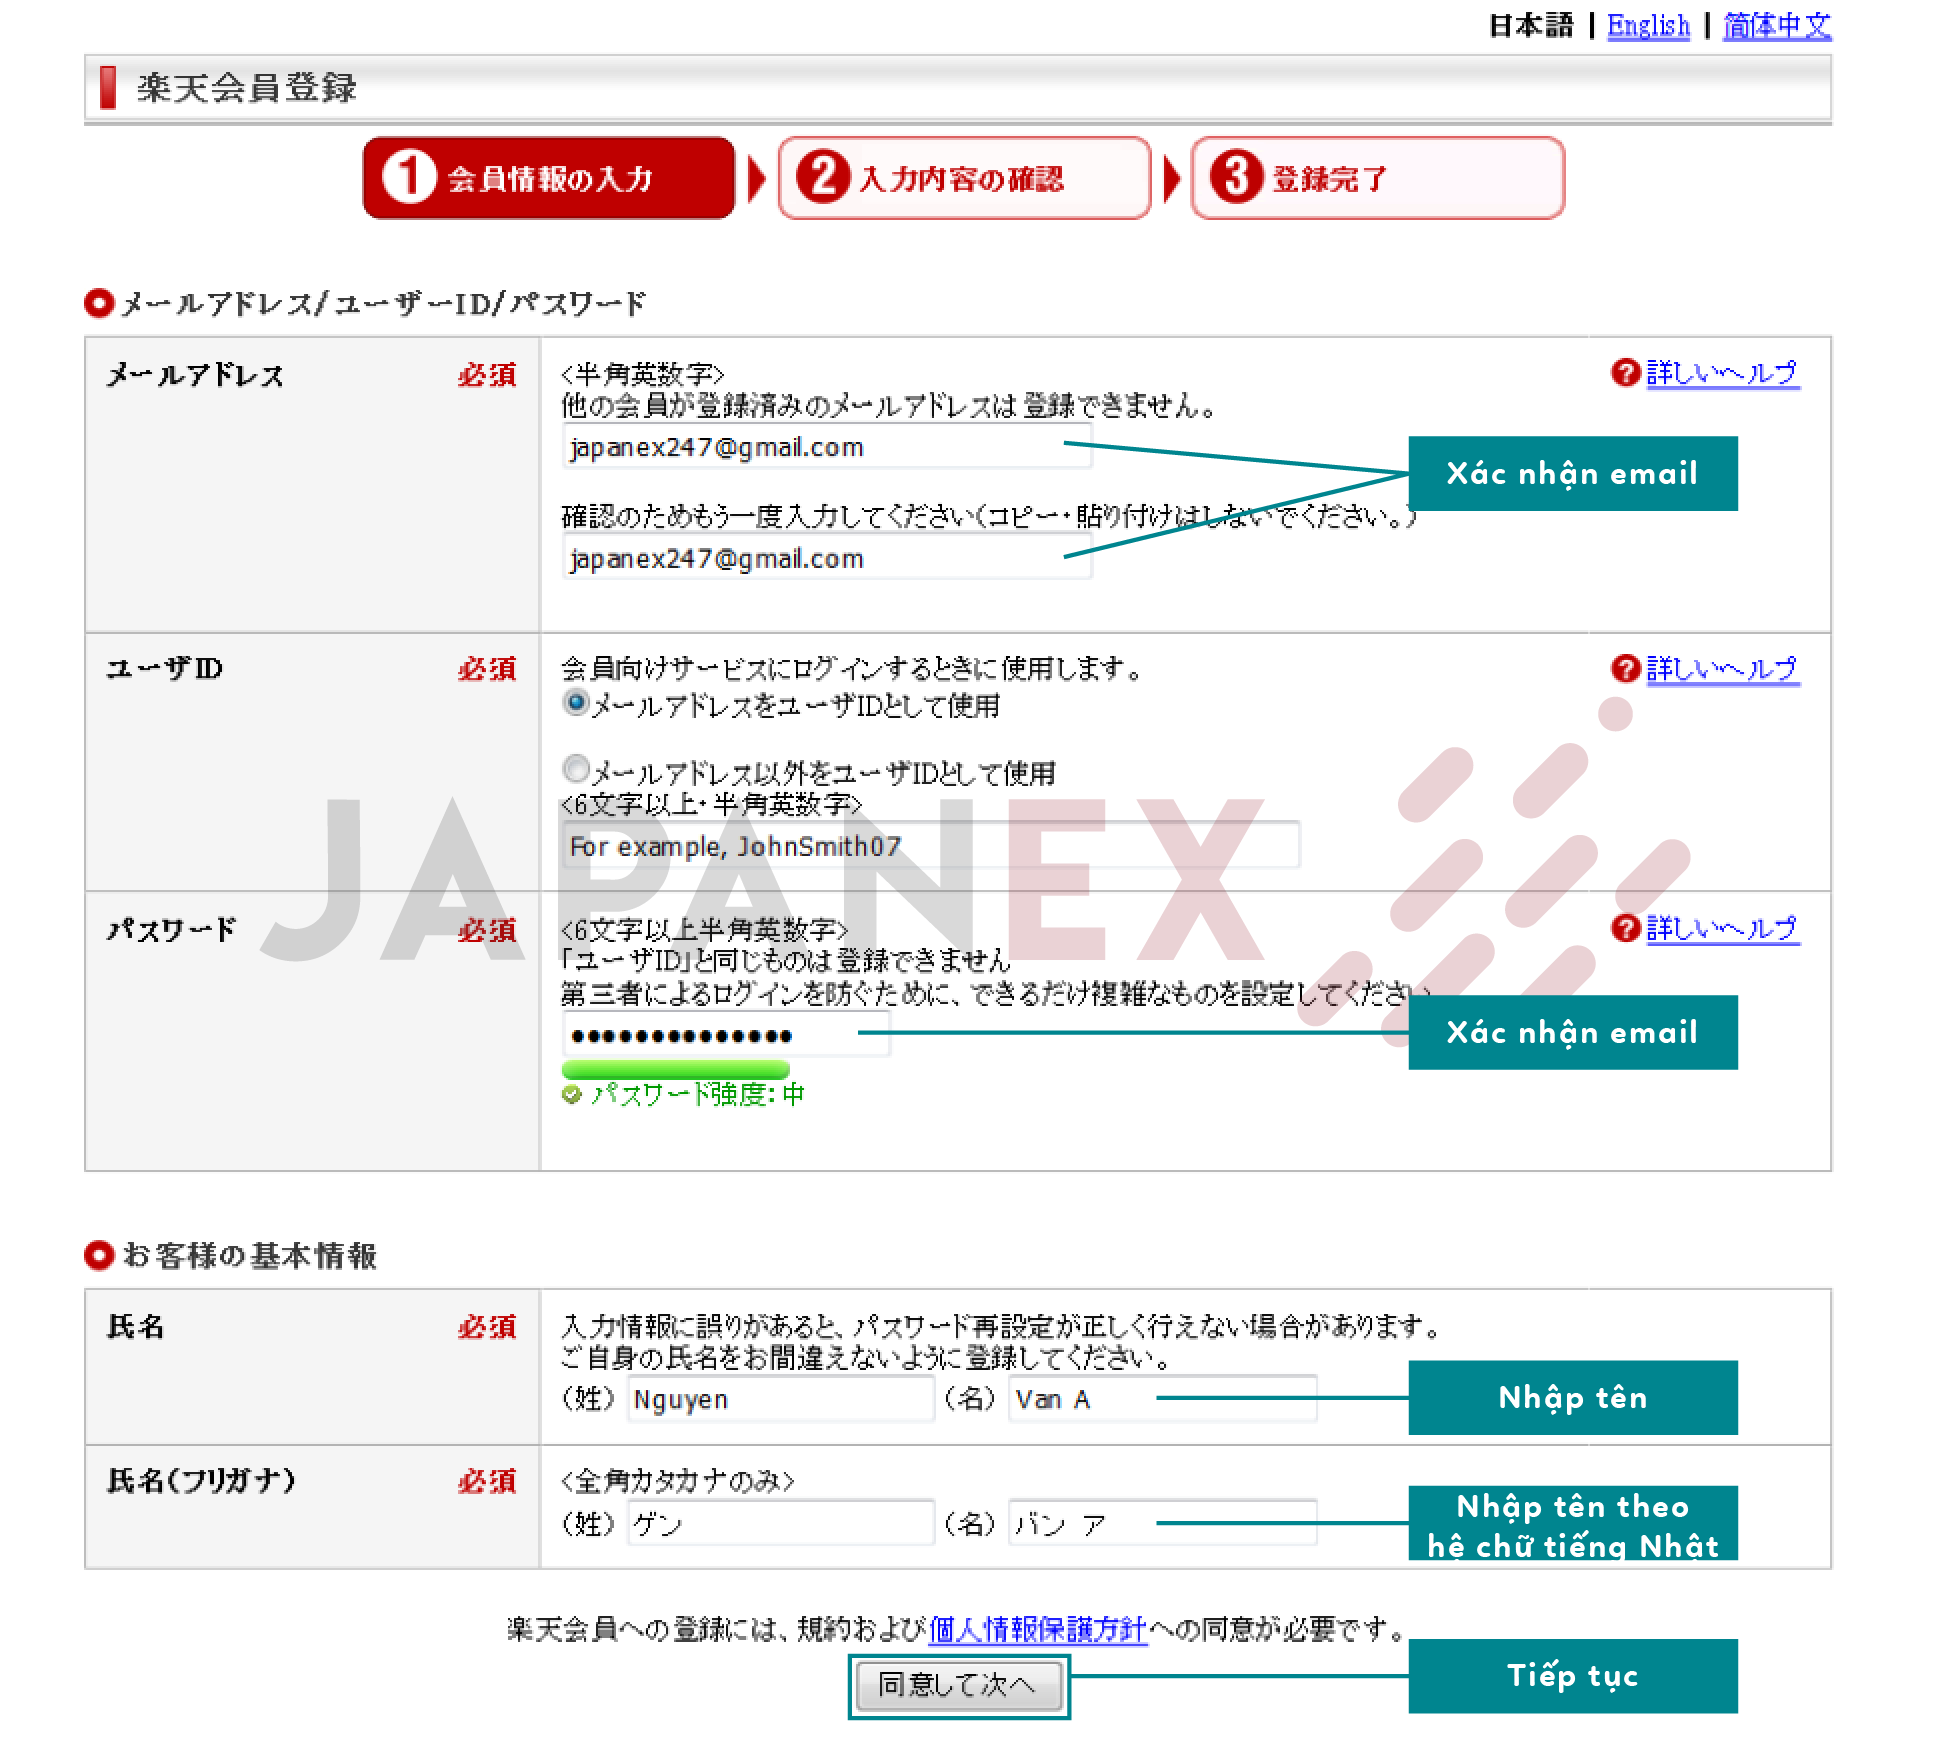 日本語 | English | 简体中文
楽天会員登録
1 会員情報の入力
2 入力内容の確認
3 登録完了
メールアドレス/ユーザーID/パスワード
メールアドレス 必須
<半角英数字>
? 詳しいヘルプ
他の会員が登録済みのメールアドレスは登録できません。
japanex247@gmail.com
Xác nhận email
確認のためもう一度入力してください(コピー・貼り付けはしないでください。)
japanex247@gmail.com
ユーザID 必須
会員向けサービスにログインするときに使用します。
? 詳しいヘルプ
メールアドレスをユーザIDとして使用
メールアドレス以外をユーザIDとして使用
<6文字以上・半角英数字>
For example, JohnSmith07
JAPANEX
パスワード 必須
<6文字以上半角英数字>
? 詳しいヘルプ
「ユーザID」と同じものは登録できません
第三者によるログインを防ぐために、できるだけ複雑なものを設定してください
••••••••••••••
Xác nhận email
パスワード強度:中
お客様の基本情報
氏名 必須
入力情報に誤りがあると、パスワード再設定が正しく行えない場合があります。
ご自身の氏名をお間違えないように登録してください。
(姓) Nguyen (名) Van A
Nhập tên
氏名(フリガナ) 必須
<全角カタカナのみ>
(姓) ゲン (名) バン ア
Nhập tên theo
hệ chữ tiếng Nhật
楽天会員への登録には、規約および個人情報保護方針への同意が必要です。
同意して次へ
Tiếp tục